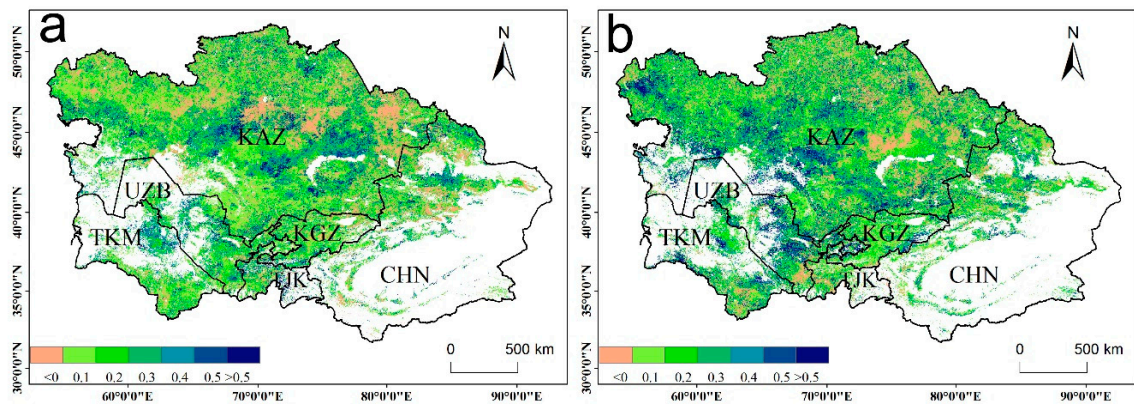 a
N
KAZ
UZB
TKM
KGZ
TJK
CHN
<0 0.1 0.2 0.3 0.4 0.5 >0.5
0 500 km
50°0'0"N
45°0'0"N
40°0'0"N
35°0'0"N
30°0'0"N
60°0'0"E 70°0'0"E 80°0'0"E 90°0'0"E
b
N
KAZ
UZB
TKM
KGZ
TJK
CHN
<0 0.1 0.2 0.3 0.4 0.5 >0.5
0 500 km
50°0'0"N
45°0'0"N
40°0'0"N
35°0'0"N
30°0'0"N
60°0'0"E 70°0'0"E 80°0'0"E 90°0'0"E